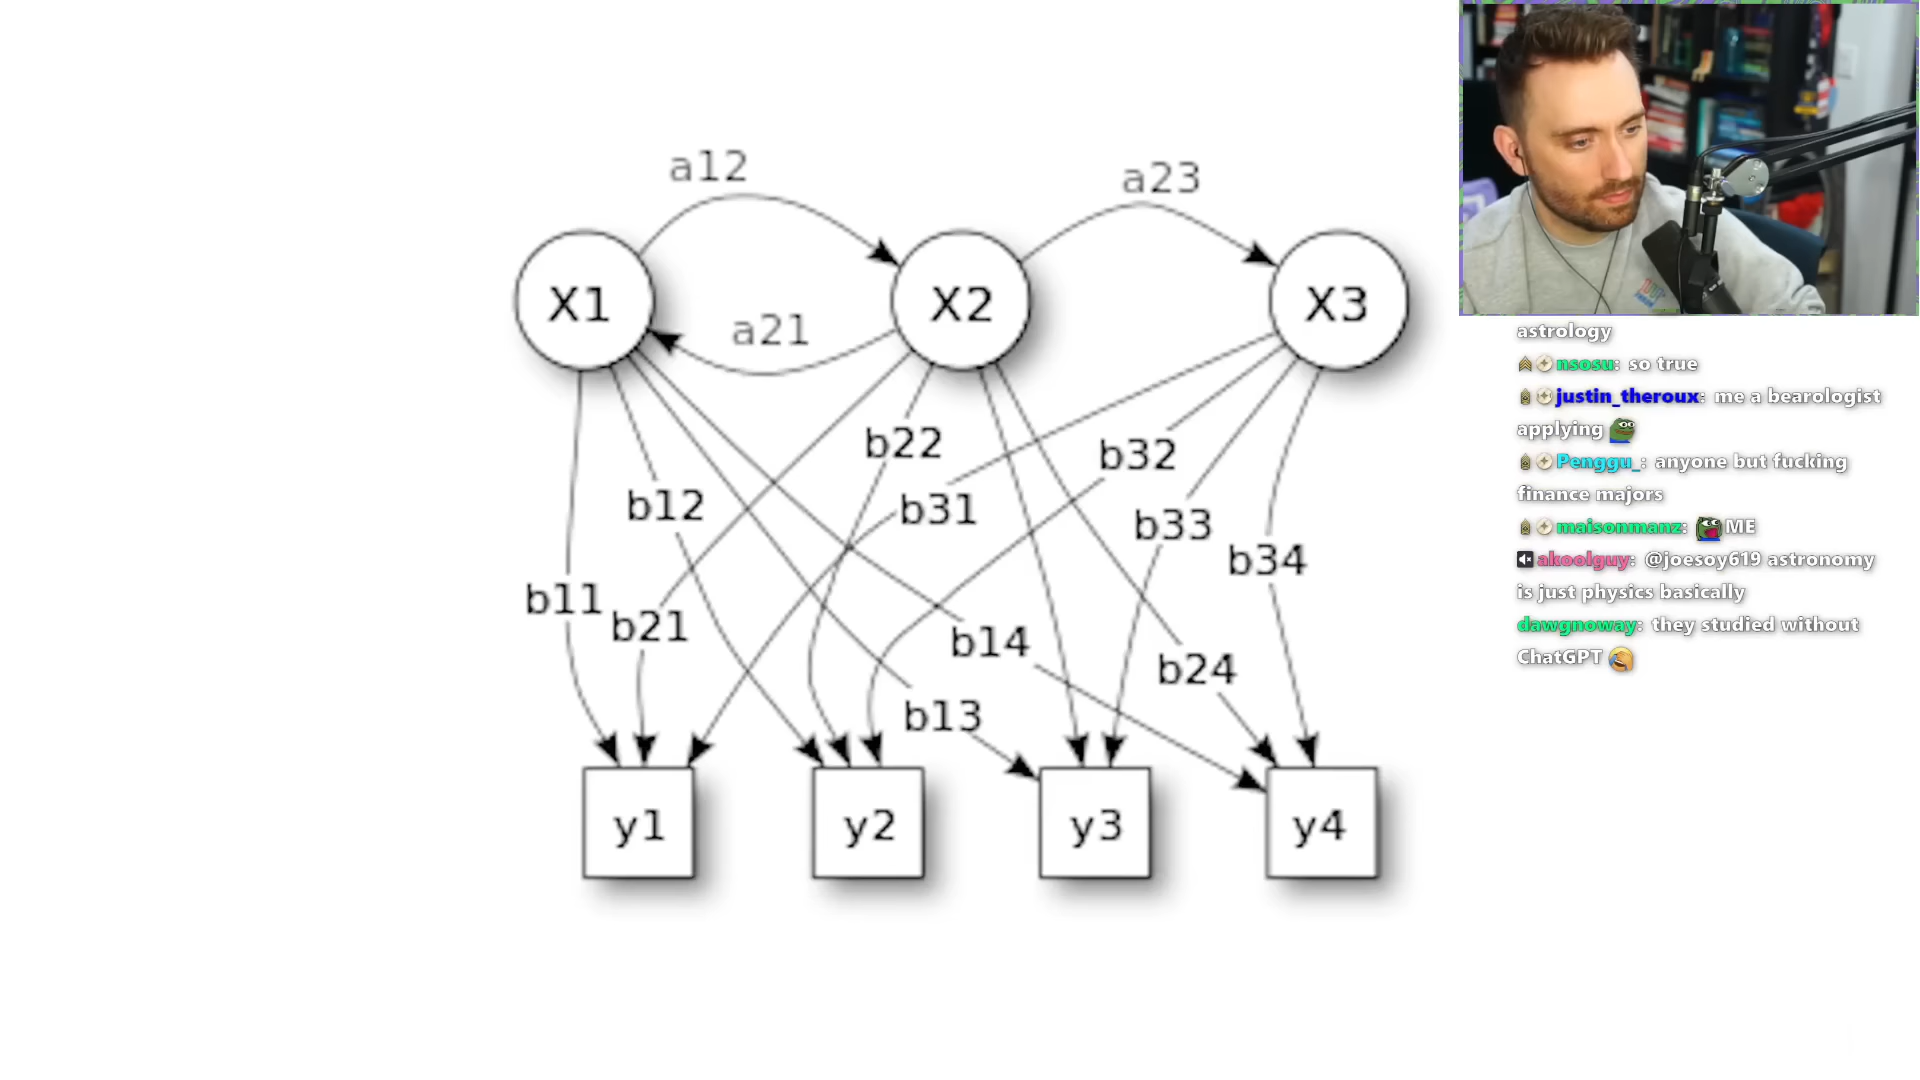 a12
a23
X1
X2
X3
a21
b22
b32
b12
b31
b33
b34
b11
b21
b14
b24
b13
y1
y2
y3
y4
astrology
nsosu: so true
justin_theroux: me a bearologist
applying
Penggu_: anyone but fucking
finance majors
maisonmanz: ME
akoolguy: @joesoy619 astronomy
is just physics basically
dawgnoway: they studied without
ChatGPT